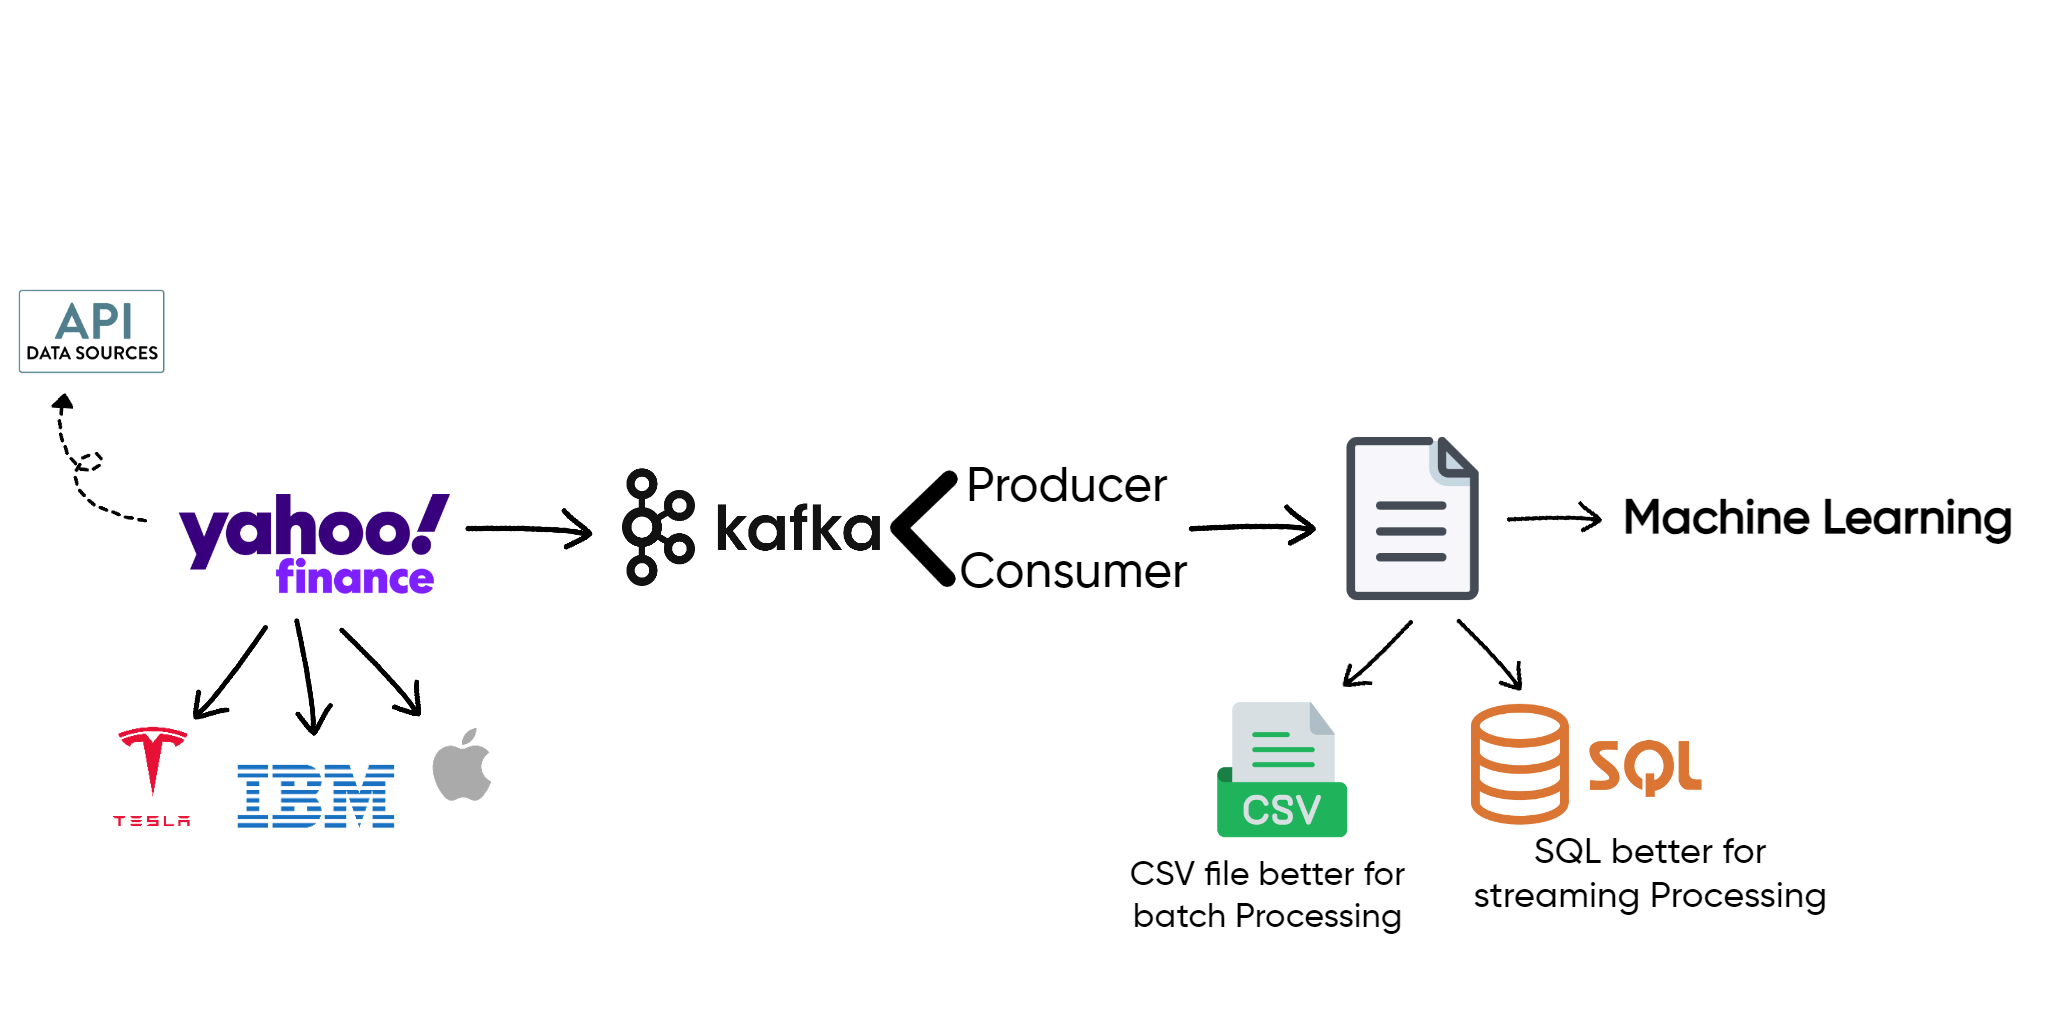 API
DATA SOURCES
yahoo!
finance
kafka
Producer
Consumer
Machine Learning
TESLA
IBM
CSV
SQL
CSV file better for
batch Processing
SQL better for
streaming Processing